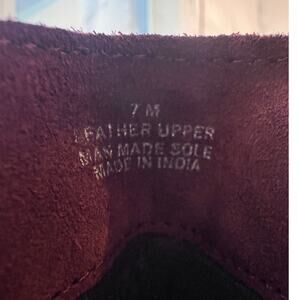 7 M
LEATHER UPPER
MAN MADE SOLE
MADE IN INDIA